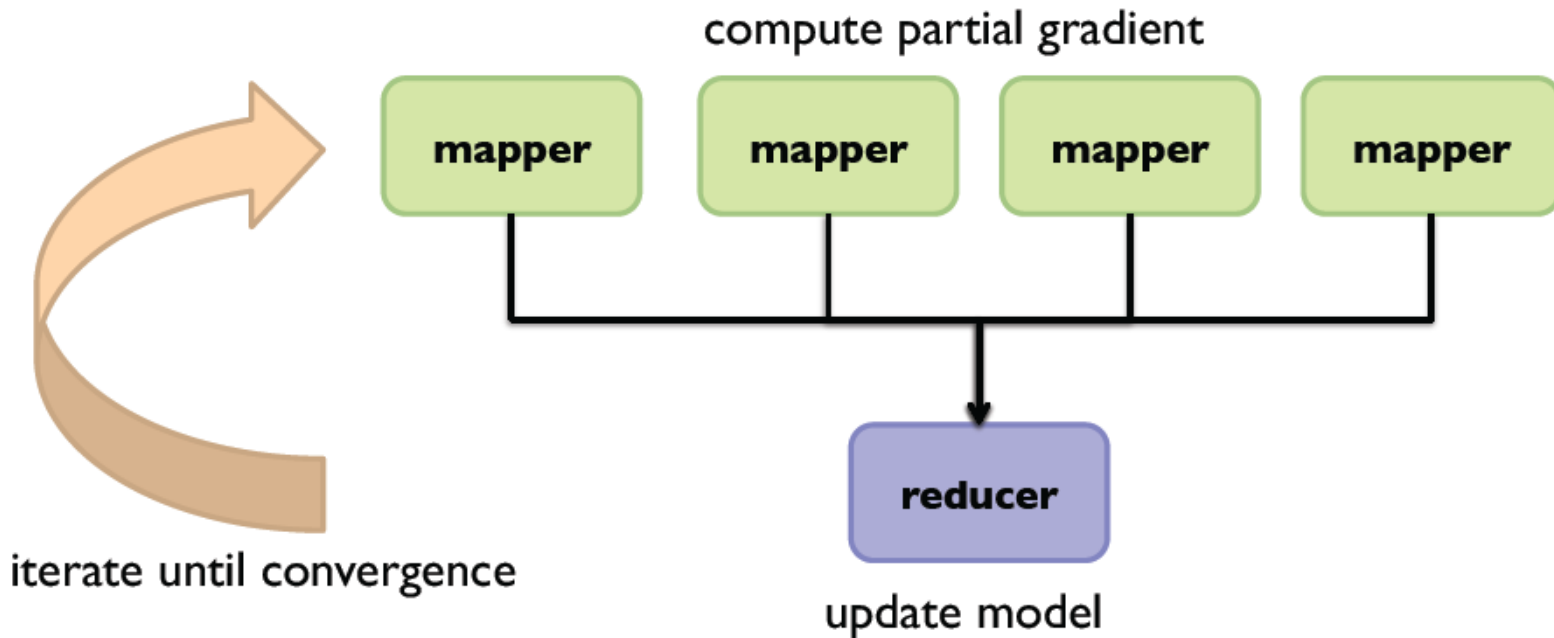 compute partial gradient
mapper mapper mapper mapper
reducer
iterate until convergence
update model